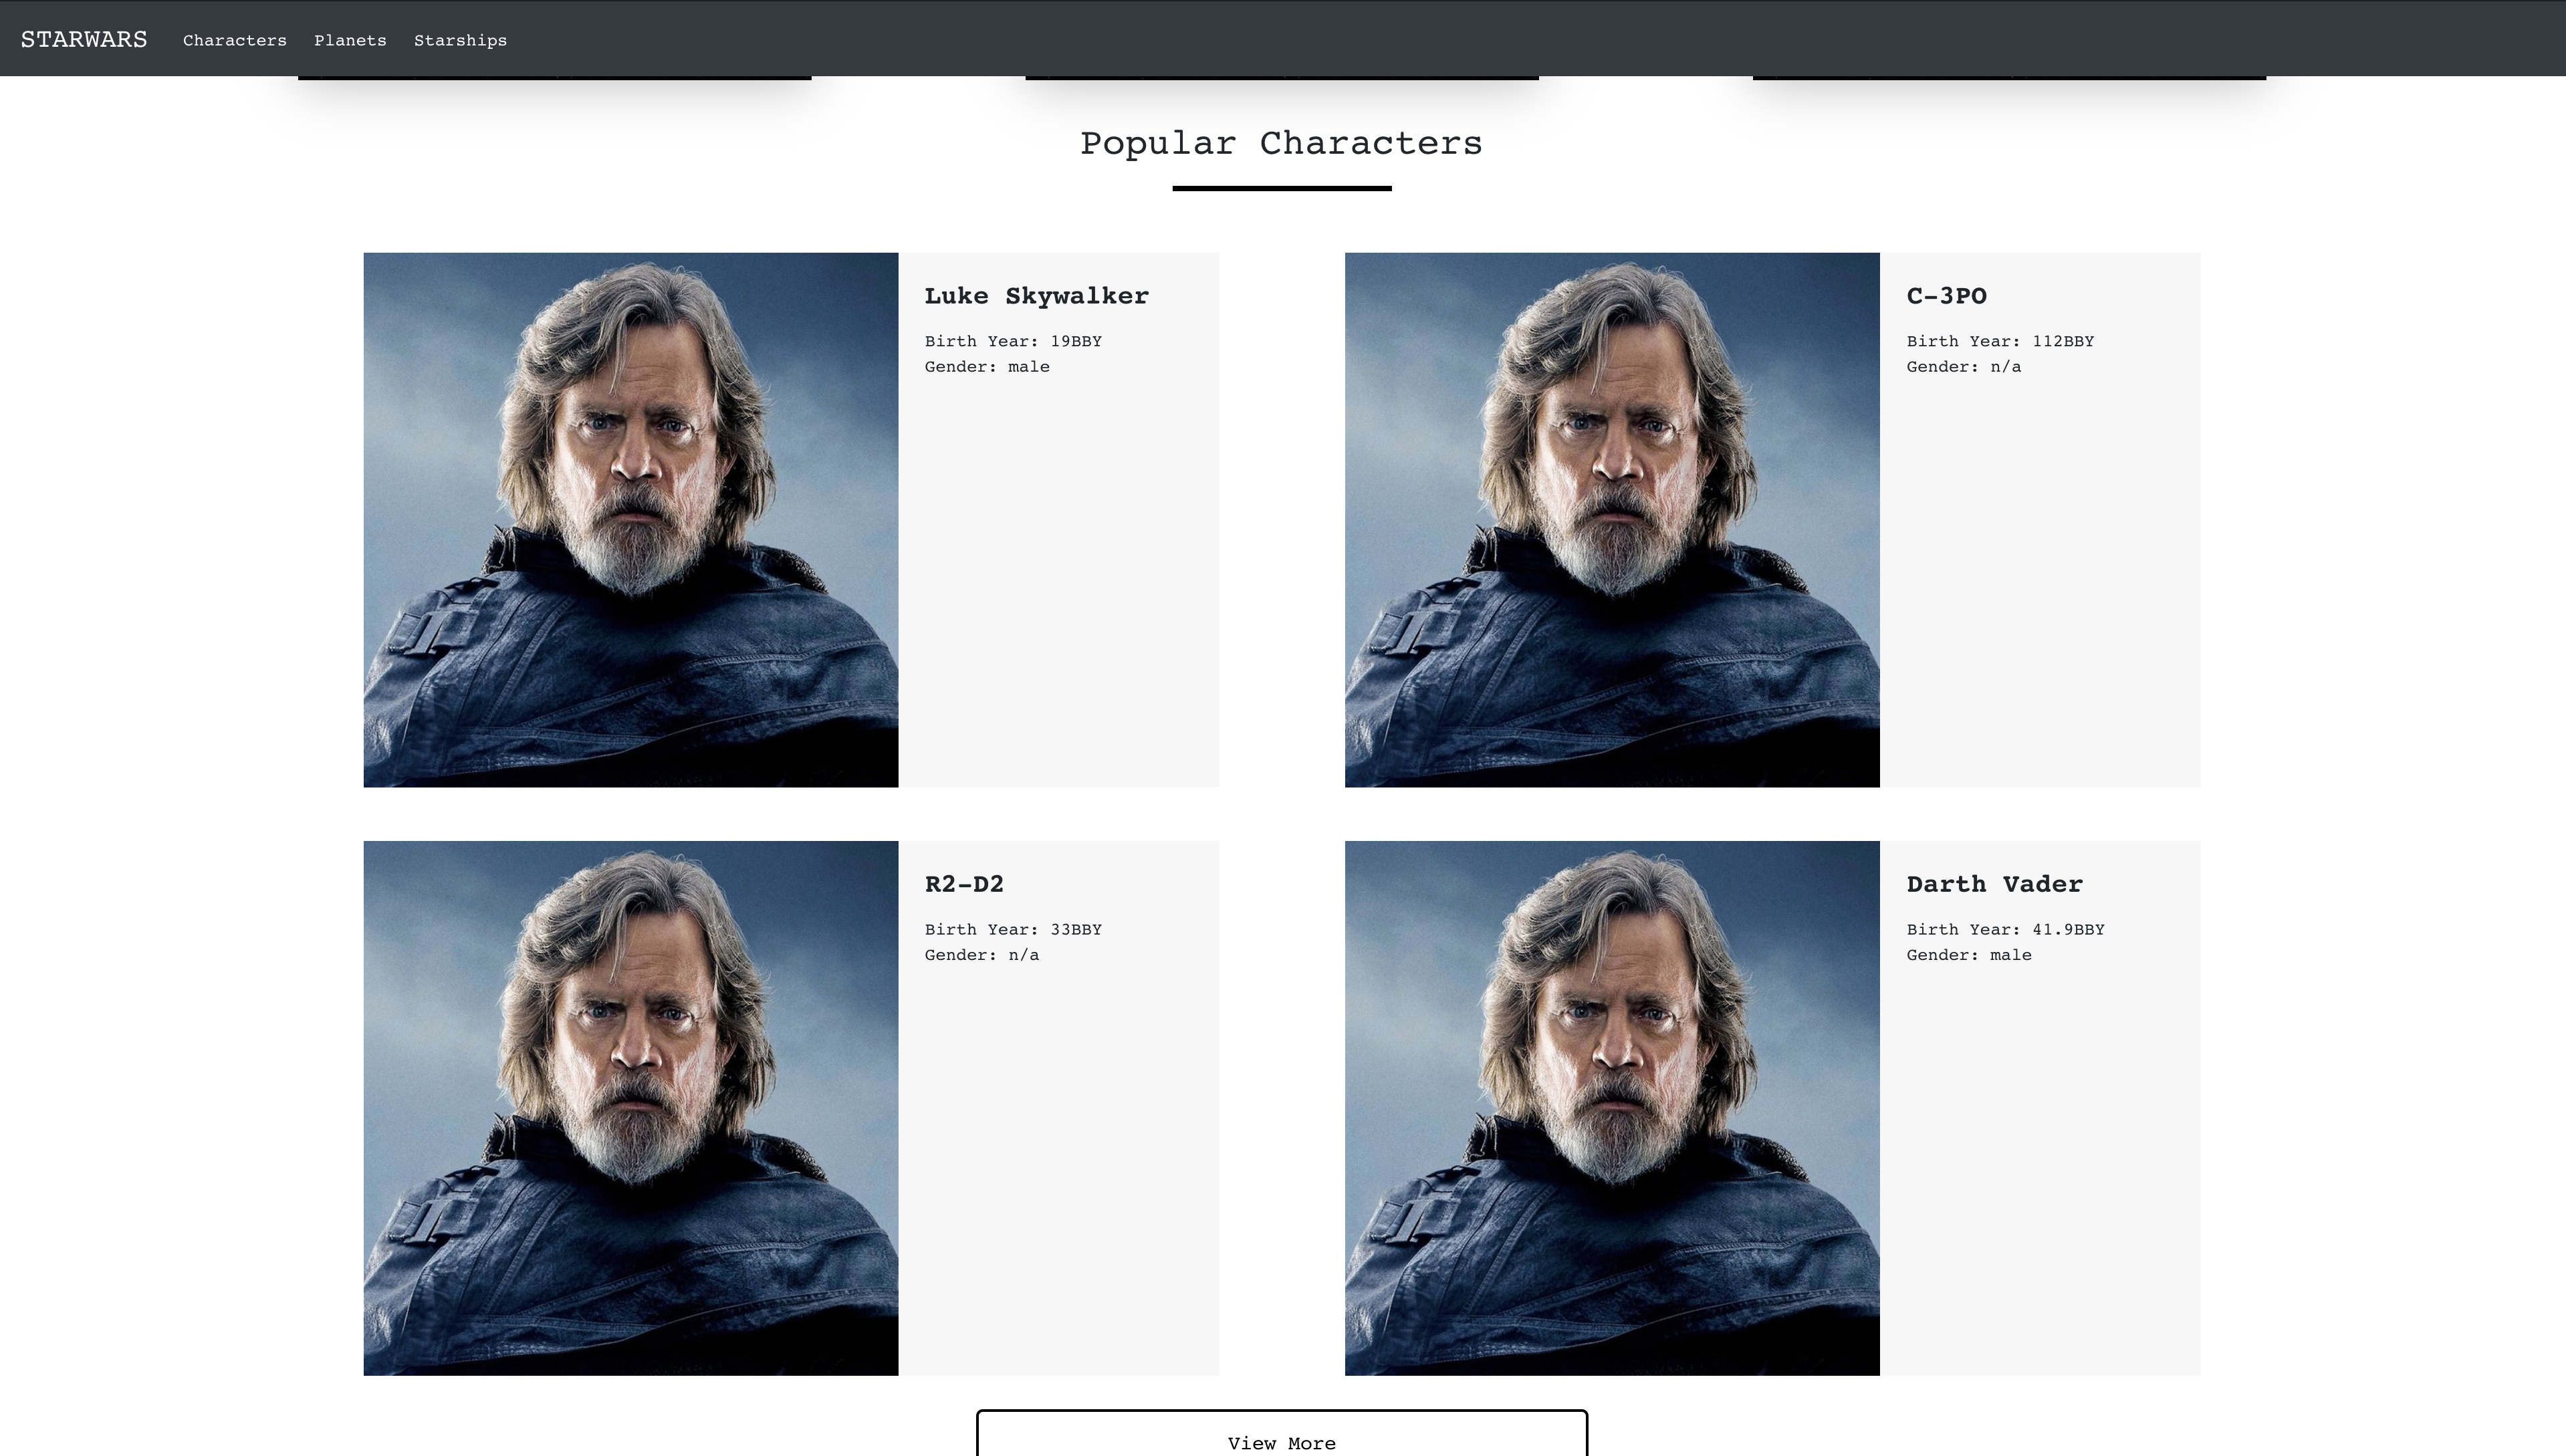 STARWARS Characters Planets Starships
Popular Characters
Luke Skywalker
Birth Year: 19BBY
Gender: male
C-3PO
Birth Year: 112BBY
Gender: n/a
R2-D2
Birth Year: 33BBY
Gender: n/a
Darth Vader
Birth Year: 41.9BBY
Gender: male
View More